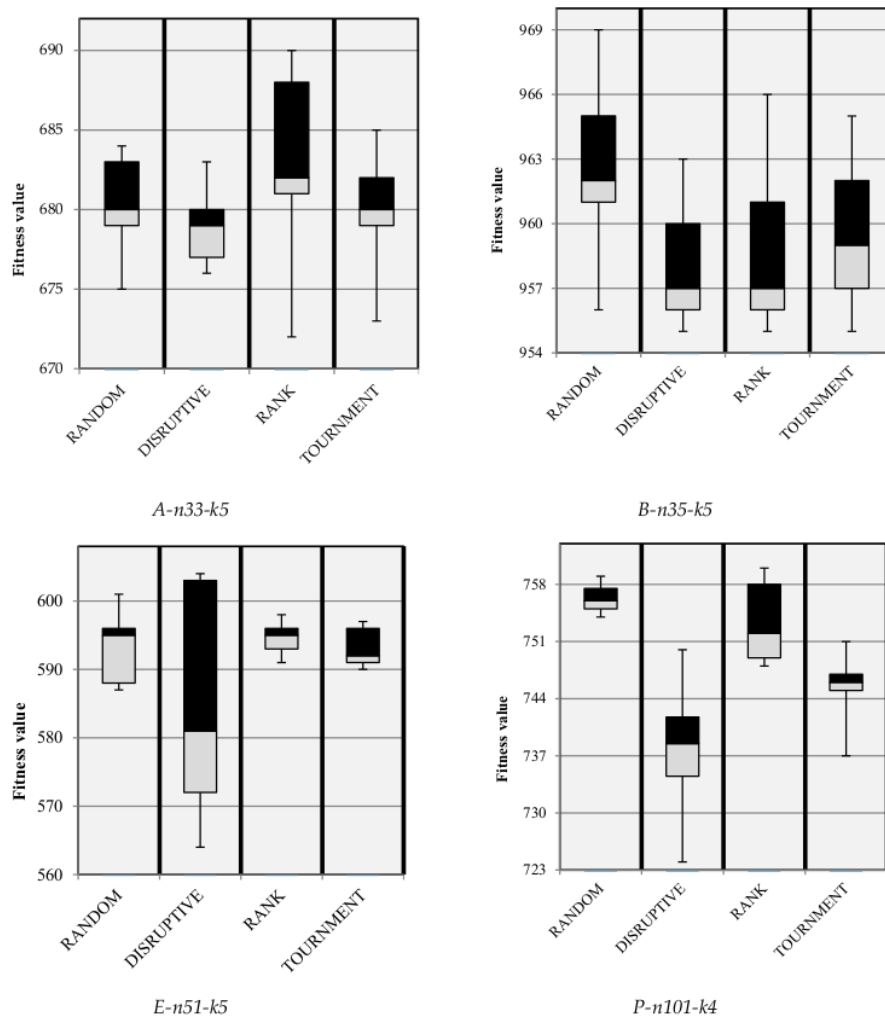 Fitness value
690
685
680
675
670
RANDOM
DISRUPTIVE
RANK
TOURNMENT
A-n33-k5
Fitness value
969
966
963
960
957
954
RANDOM
DISRUPTIVE
RANK
TOURNMENT
B-n35-k5
Fitness value
600
590
580
570
560
RANDOM
DISRUPTIVE
RANK
TOURNMENT
E-n51-k5
Fitness value
758
751
744
737
730
723
RANDOM
DISRUPTIVE
RANK
TOURNMENT
P-n101-k4